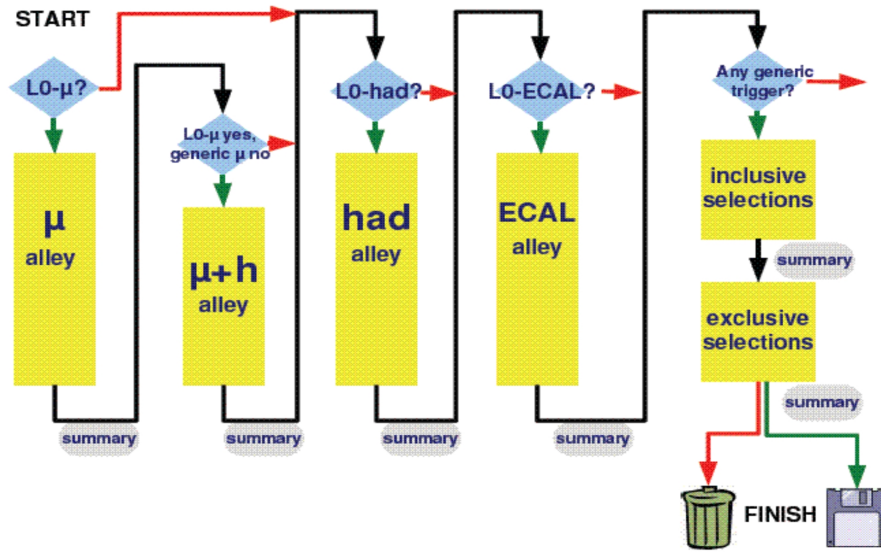 START
L0-μ?
L0-μ yes,
generic μ no
L0-had?
L0-ECAL?
Any generic
trigger?
μ
alley
μ+h
alley
had
alley
ECAL
alley
inclusive
selections
summary
exclusive
selections
summary
summary
summary
summary
summary
FINISH